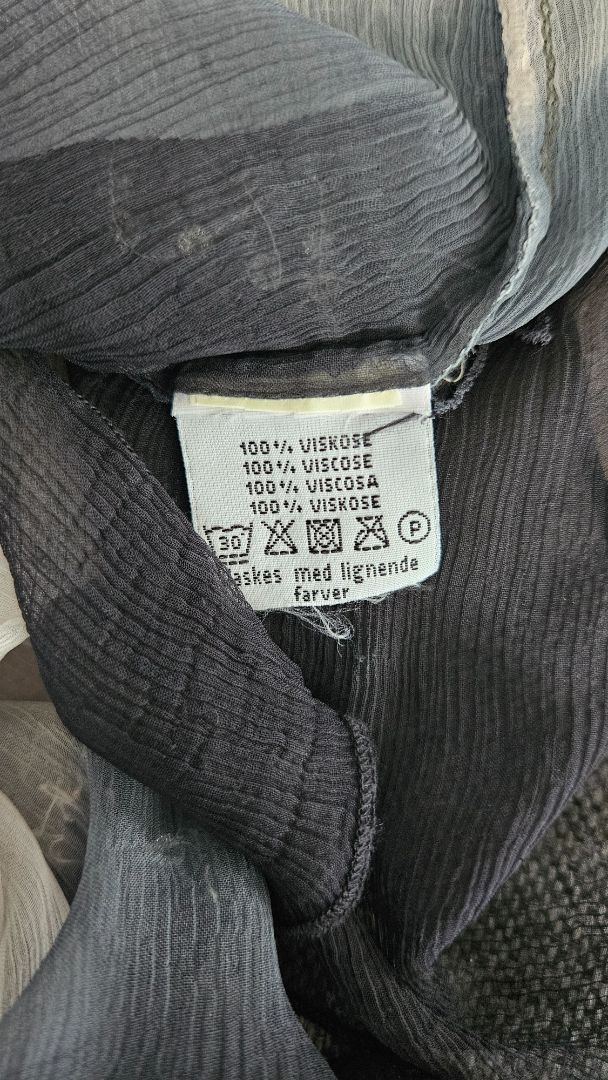 100% VISKOSE
100% VISCOSE
100% VISCOSA
100% VISKOSE
30 P
med lignende
farver